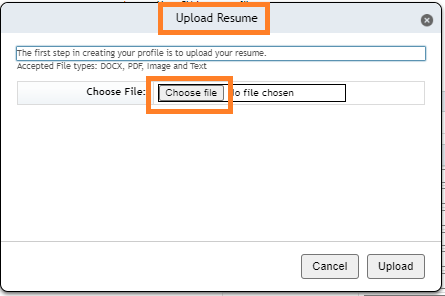 Upload Resume
The first step in creating your profile is to upload your resume.
Accepted File types: DOCX, PDF, Image and Text
Choose File: Choose file file chosen
Cancel Upload